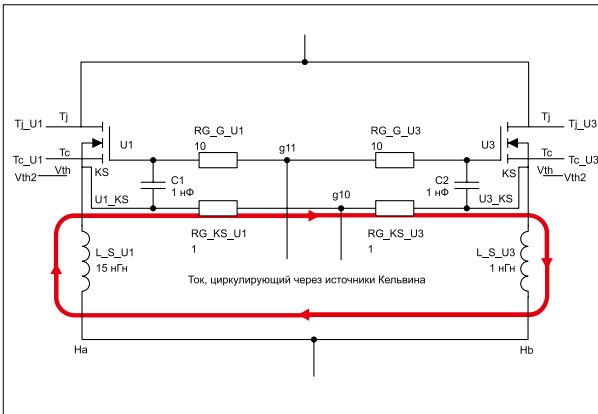 Tj
Tj_U1
Tc
Tc_U1
Vth
Vth2
KS
U1
U1_KS
RG_G_U1
10
C1
1 нФ
g11
RG_G_U3
10
C2
1 нФ
g10
RG_KS_U1
1
RG_KS_U3
1
U3
Tj
Tj_U3
Tc
Tc_U3
Vth
Vth2
KS
U3_KS
L_S_U1
15 нГн
Ток, циркулирующий через источники Кельвина
L_S_U3
1 нГн
Ha
Hb